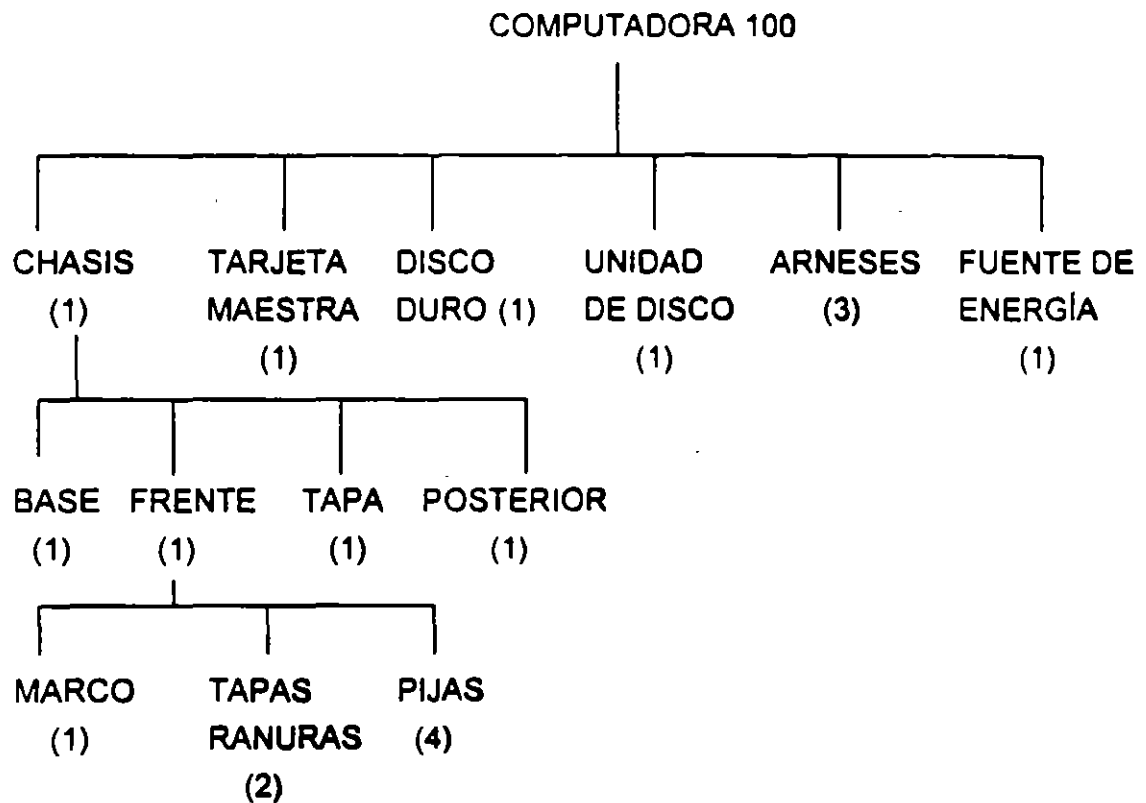 COMPUTADORA 100
CHASIS
(1)
TARJETA
MAESTRA
(1)
DISCO
DURO (1)
UNIDAD
DE DISCO
(1)
ARNESES
(3)
FUENTE DE
ENERGÍA
(1)
BASE
(1)
FRENTE
(1)
TAPA
(1)
POSTERIOR
(1)
MARCO
(1)
TAPAS
RANURAS
(2)
PIJAS
(4)